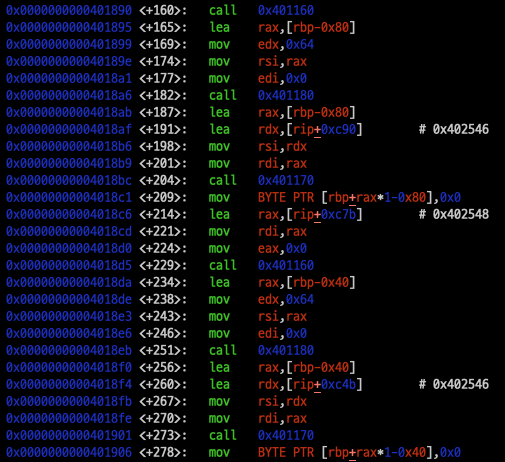 0x0000000000401890 <+160>: call 0x401160
0x0000000000401895 <+165>: lea rax,[rbp-0x80]
0x0000000000401899 <+169>: mov edx,0x64
0x000000000040189e <+174>: mov rsi,rax
0x00000000004018a1 <+177>: mov edi,0x0
0x00000000004018a6 <+182>: call 0x401180
0x00000000004018ab <+187>: lea rax,[rbp-0x80]
0x00000000004018af <+191>: lea rdx,[rip+0xc90] # 0x402546
0x00000000004018b6 <+198>: mov rsi,rdx
0x00000000004018b9 <+201>: mov rdi,rax
0x00000000004018bc <+204>: call 0x401170
0x00000000004018c1 <+209>: mov BYTE PTR [rbp+rax*1-0x80],0x0
0x00000000004018c6 <+214>: lea rax,[rip+0xc7b] # 0x402548
0x00000000004018cd <+221>: mov rdi,rax
0x00000000004018d0 <+224>: mov eax,0x0
0x00000000004018d5 <+229>: call 0x401160
0x00000000004018da <+234>: lea rax,[rbp-0x40]
0x00000000004018de <+238>: mov edx,0x64
0x00000000004018e3 <+243>: mov rsi,rax
0x00000000004018e6 <+246>: mov edi,0x0
0x00000000004018eb <+251>: call 0x401180
0x00000000004018f0 <+256>: lea rax,[rbp-0x40]
0x00000000004018f4 <+260>: lea rdx,[rip+0xc4b] # 0x402546
0x00000000004018fb <+267>: mov rsi,rdx
0x00000000004018fe <+270>: mov rdi,rax
0x0000000000401901 <+273>: call 0x401170
0x0000000000401906 <+278>: mov BYTE PTR [rbp+rax*1-0x40],0x0